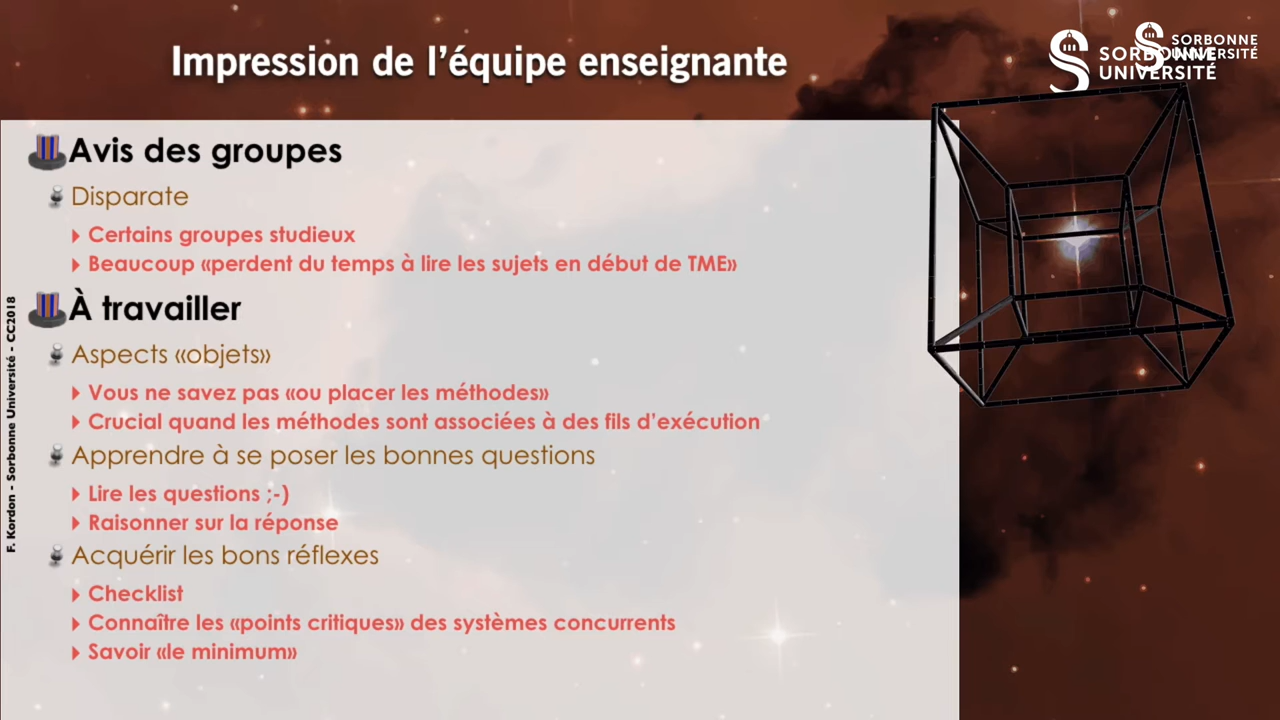 Impression de l’équipe enseignante
SORBONNE
UNIVERSITÉ
SORBONNE
UNIVERSITÉ
Avis des groupes
Disparate
Certains groupes studieux
Beaucoup «perdent du temps à lire les sujets en début de TME»
À travailler
Aspects «objets»
Vous ne savez pas «ou placer les méthodes»
Crucial quand les méthodes sont associées à des fils d’exécution
Apprendre à se poser les bonnes questions
Lire les questions ;-)
Raisonner sur la réponse
Acquérir les bons réflexes
Checklist
Connaître les «points critiques» des systèmes concurrents
Savoir «le minimum»
F. Kordon - Sorbonne Université - CC2018